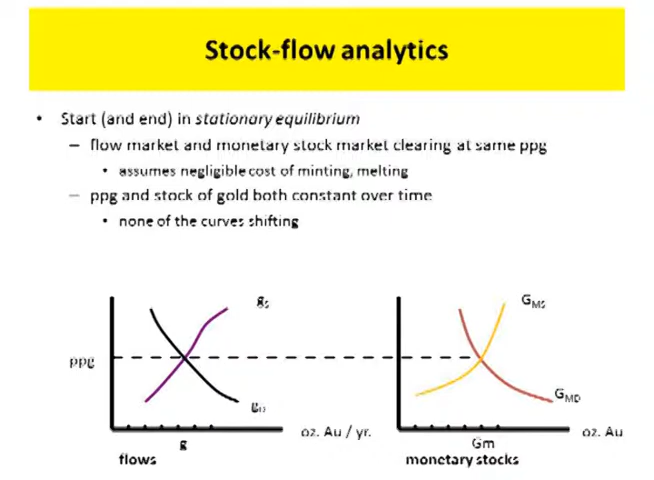 Stock-flow analytics
• Start (and end) in stationary equilibrium
– flow market and monetary stock market clearing at same ppg
• assumes negligible cost of minting, melting
– ppg and stock of gold both constant over time
• none of the curves shifting
gS
GMS
ppg
gD
GMD
oz. Au / yr.
oz. Au
g
Gm
flows
monetary stocks